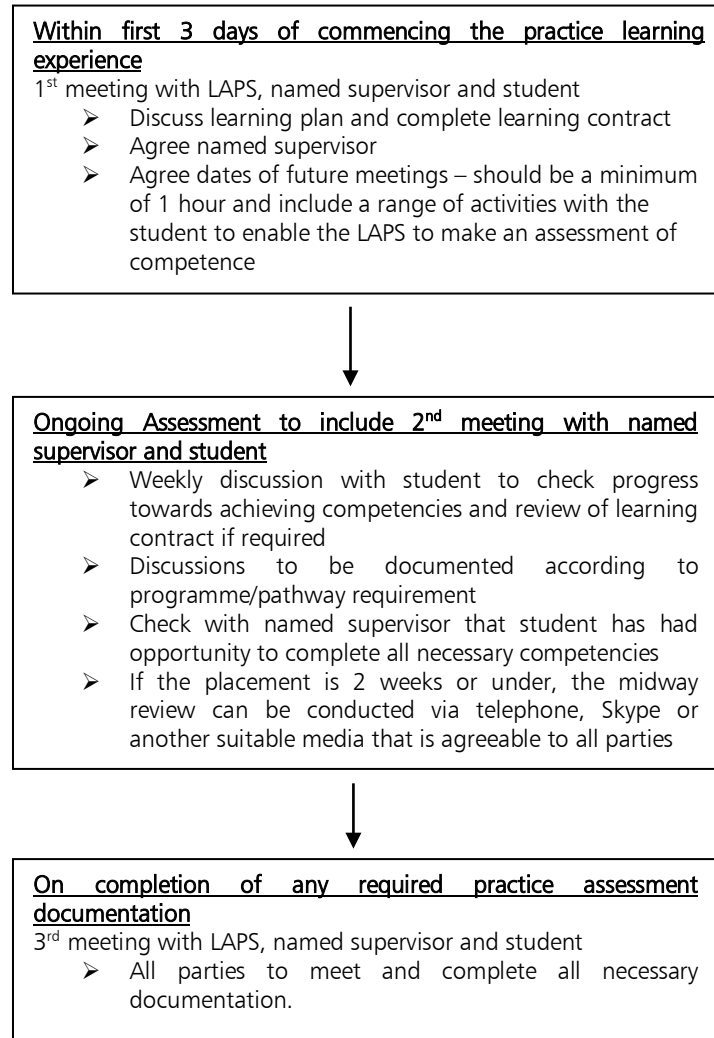 Within first 3 days of commencing the practice learning
experience
1st meeting with LAPS, named supervisor and student
➢ Discuss learning plan and complete learning contract
➢ Agree named supervisor
➢ Agree dates of future meetings – should be a minimum
of 1 hour and include a range of activities with the
student to enable the LAPS to make an assessment of
competence
Ongoing Assessment to include 2nd meeting with named
supervisor and student
➢ Weekly discussion with student to check progress
towards achieving competencies and review of learning
contract if required
➢ Discussions to be documented according to
programme/pathway requirement
➢ Check with named supervisor that student has had
opportunity to complete all necessary competencies
➢ If the placement is 2 weeks or under, the midway
review can be conducted via telephone, Skype or
another suitable media that is agreeable to all parties
On completion of any required practice assessment
documentation
3rd meeting with LAPS, named supervisor and student
➢ All parties to meet and complete all necessary
documentation.